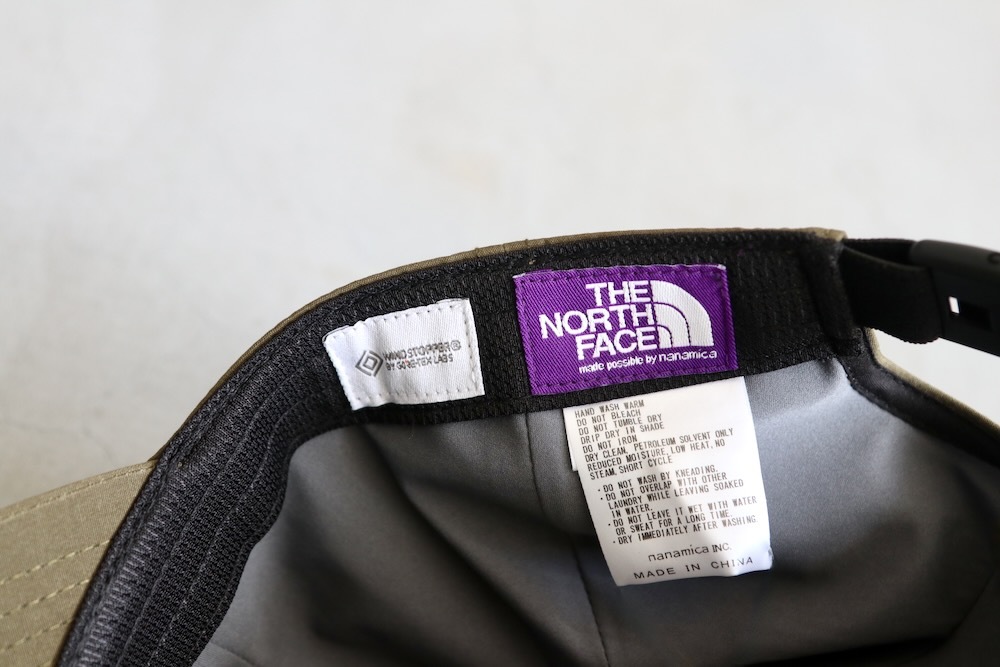 WIND STOPPER®
BY GORE-TEX LABS
THE
NORTH
FACE
made possible by nanamica
HAND WASH WARM
DO NOT BLEACH
DO NOT TUMBLE DRY
DRIP DRY IN SHADE
DO NOT IRON
DRY CLEAN, PETROLEUM SOLVENT ONLY
REDUCED MOISTURE, LOW HEAT, NO
STEAM, SHORT CYCLE
・DO NOT WASH BY KNEADING.
・DO NOT OVERLAP WITH OTHER
LAUNDRY WHILE LEAVING SOAKED
IN WATER.
・DO NOT LEAVE IT WET WITH WATER
OR SWEAT FOR A LONG TIME.
・DRY IMMEDIATELY AFTER WASHING.
nanamica INC.
MADE IN CHINA